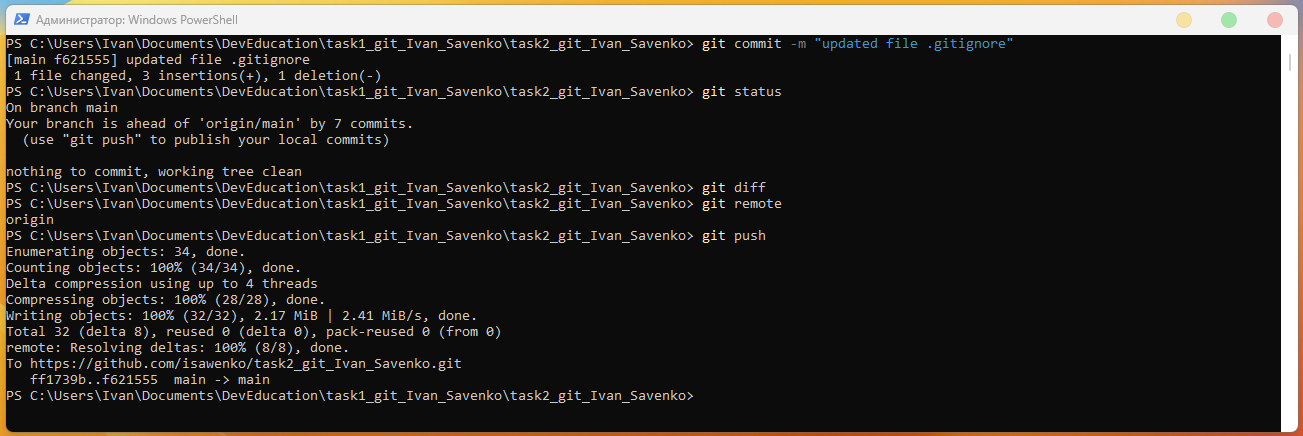 Администратор: Windows PowerShell
PS C:\Users\Ivan\Documents\DevEducation\task1_git_Ivan_Savenko\task2_git_Ivan_Savenko> git commit -m "updated file .gitignore"
[main f621555] updated file .gitignore
 1 file changed, 3 insertions(+), 1 deletion(-)
PS C:\Users\Ivan\Documents\DevEducation\task1_git_Ivan_Savenko\task2_git_Ivan_Savenko> git status
On branch main
Your branch is ahead of 'origin/main' by 7 commits.
  (use "git push" to publish your local commits)

nothing to commit, working tree clean
PS C:\Users\Ivan\Documents\DevEducation\task1_git_Ivan_Savenko\task2_git_Ivan_Savenko> git diff
PS C:\Users\Ivan\Documents\DevEducation\task1_git_Ivan_Savenko\task2_git_Ivan_Savenko> git remote
origin
PS C:\Users\Ivan\Documents\DevEducation\task1_git_Ivan_Savenko\task2_git_Ivan_Savenko> git push
Enumerating objects: 34, done.
Counting objects: 100% (34/34), done.
Delta compression using up to 4 threads
Compressing objects: 100% (28/28), done.
Writing objects: 100% (32/32), 2.17 MiB | 2.41 MiB/s, done.
Total 32 (delta 8), reused 0 (delta 0), pack-reused 0 (from 0)
remote: Resolving deltas: 100% (8/8), done.
To https://github.com/isawenko/task2_git_Ivan_Savenko.git
   ff1739b..f621555  main -> main
PS C:\Users\Ivan\Documents\DevEducation\task1_git_Ivan_Savenko\task2_git_Ivan_Savenko>